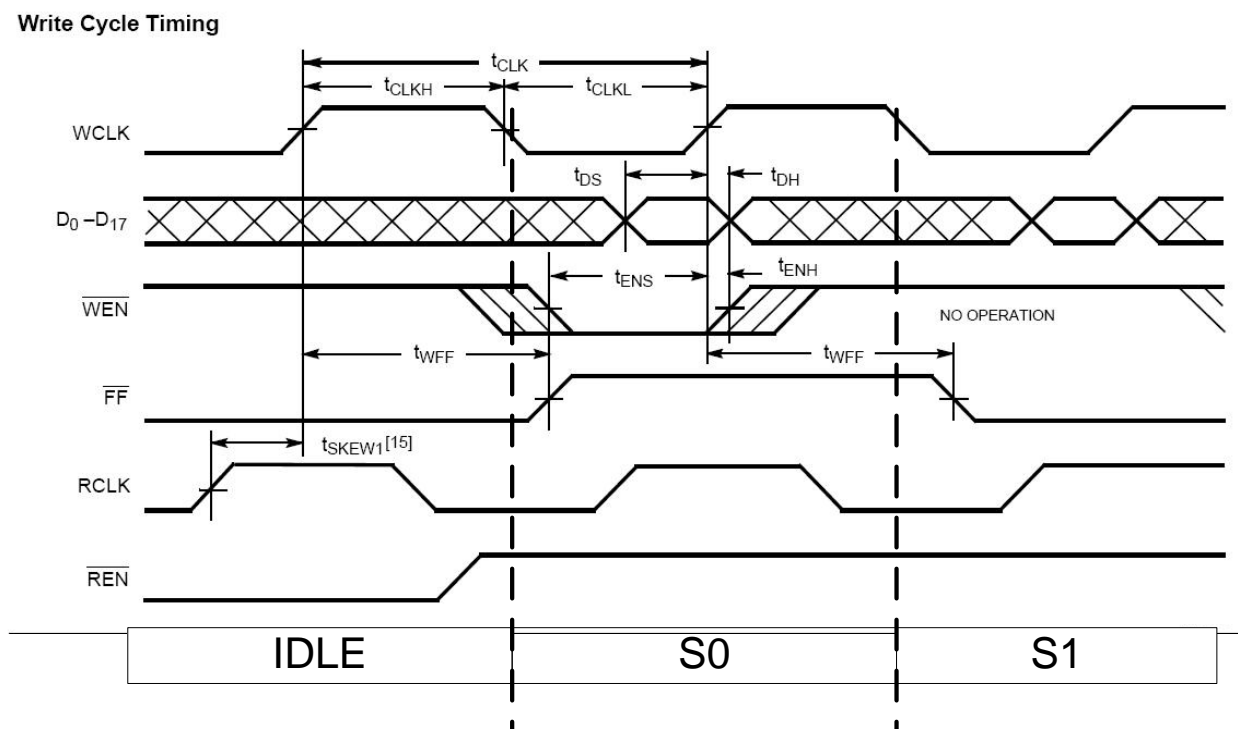 Write Cycle Timing
tCLK
tCLKH
tCLKL
WCLK
tDS
tDH
D0 –D17
tENS
tENH
WEN
NO OPERATION
tWFF
tWFF
FF
tSKEW1[15]
RCLK
REN
IDLE
S0
S1